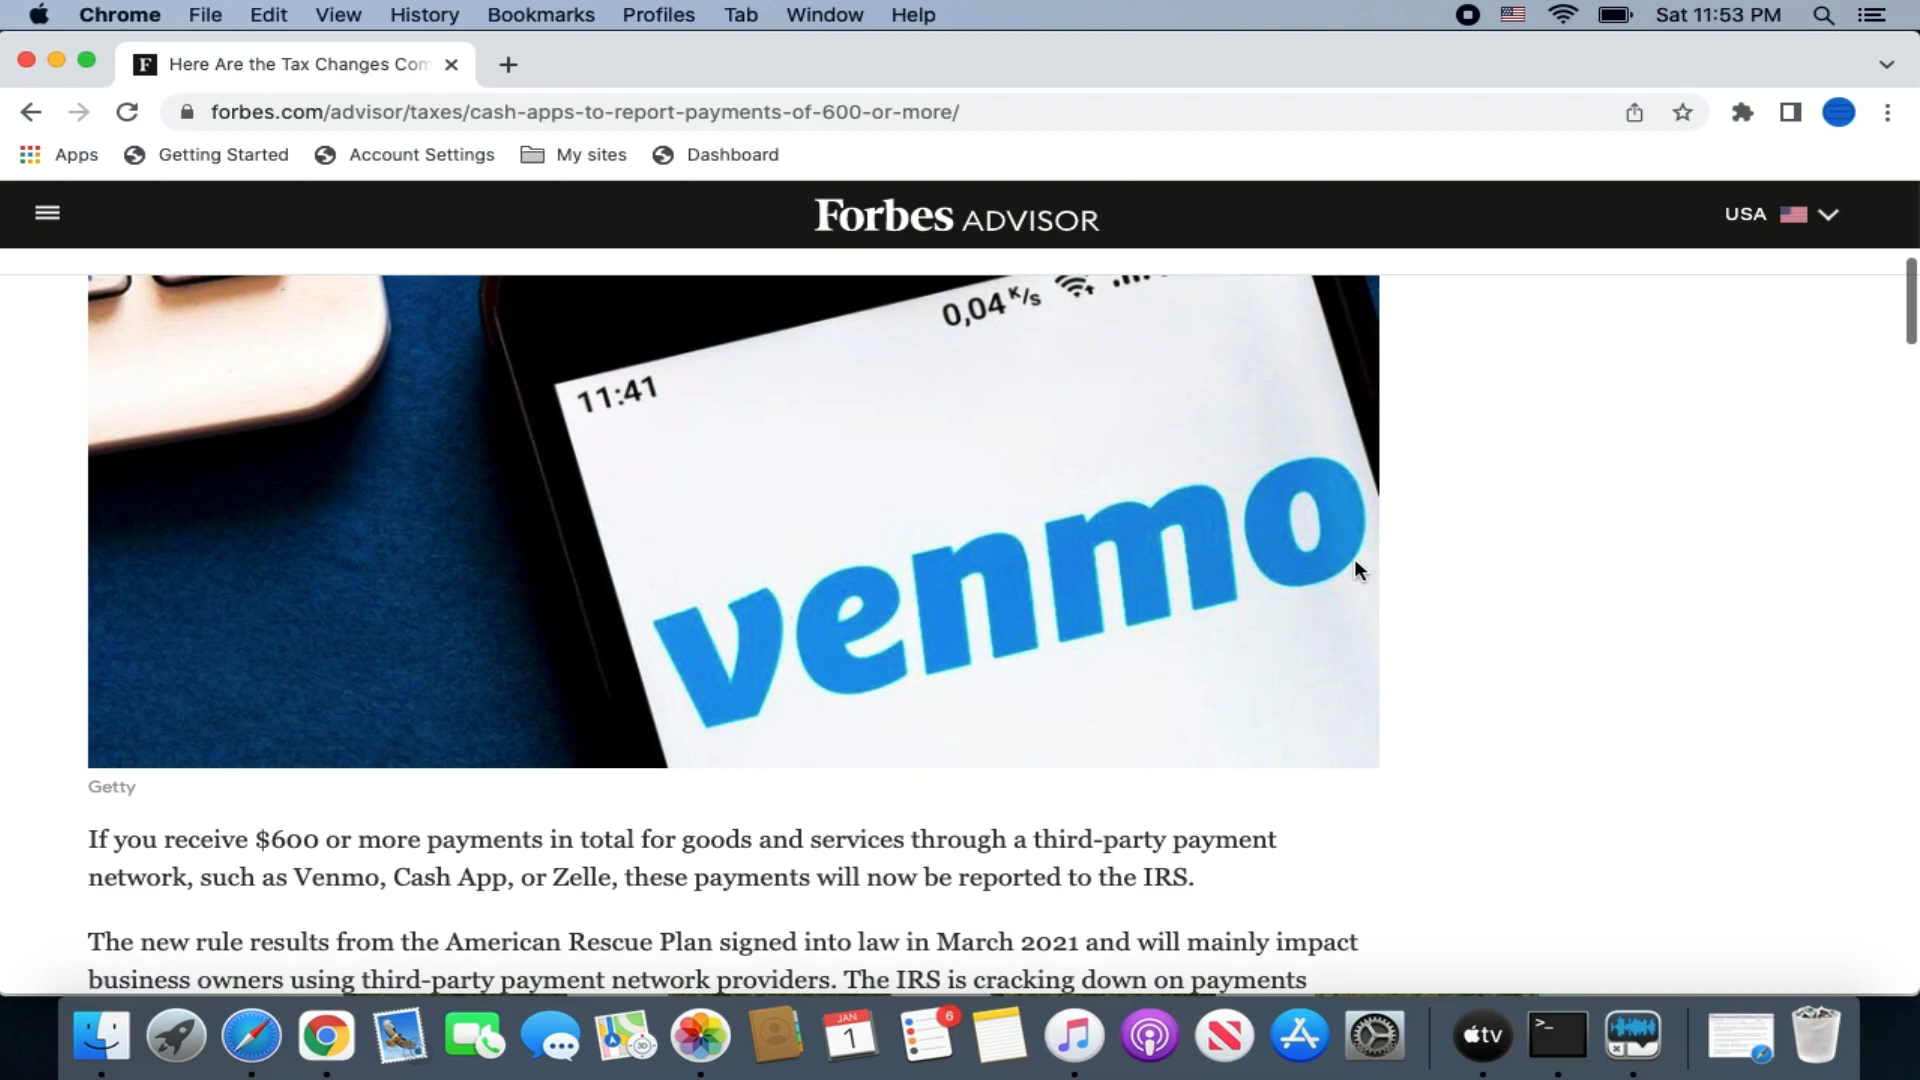 Chrome File Edit View History Bookmarks Profiles Tab Window Help Sat 11:53 PM
F Here Are the Tax Changes Com
forbes.com/advisor/taxes/cash-apps-to-report-payments-of-600-or-more/
Apps Getting Started Account Settings My sites Dashboard
Forbes ADVISOR USA
0,04 K/s
11:41
venmo
Getty
If you receive $600 or more payments in total for goods and services through a third-party payment
network, such as Venmo, Cash App, or Zelle, these payments will now be reported to the IRS.
The new rule results from the American Rescue Plan signed into law in March 2021 and will mainly impact
business owners using third-party payment network providers. The IRS is cracking down on payments
JAN
1
6
tv
>_
3D